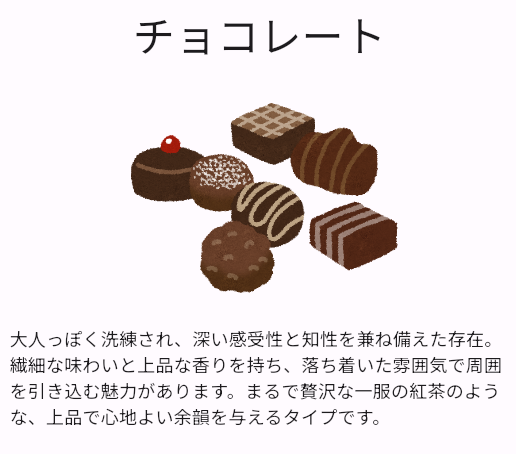 チョコレート
大人っぽく洗練され、深い感受性と知性を兼ね備えた存在。
繊細な味わいと上品な香りを持ち、落ち着いた雰囲気で周囲
を引き込む魅力があります。まるで贅沢な一服の紅茶のよう
な、上品で心地よい余韻を与えるタイプです。